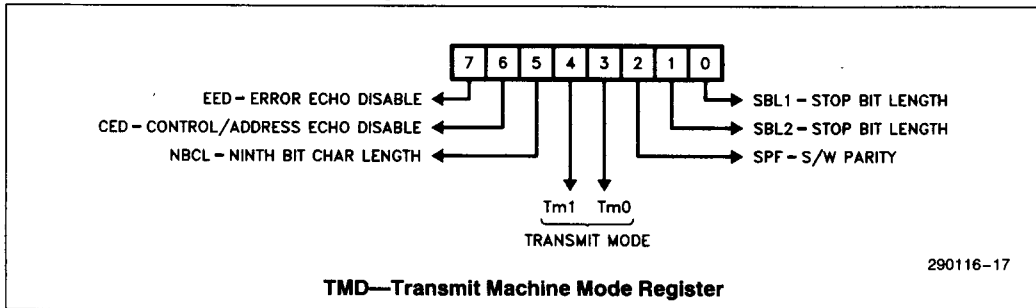 7 6 5 4 3 2 1 0
EED – ERROR ECHO DISABLE
SBL1 – STOP BIT LENGTH
CED – CONTROL/ADDRESS ECHO DISABLE
SBL2 – STOP BIT LENGTH
NBCL – NINTH BIT CHAR LENGTH
SPF – S/W PARITY
Tm1 Tm0
TRANSMIT MODE
290116–17
TMD—Transmit Machine Mode Register